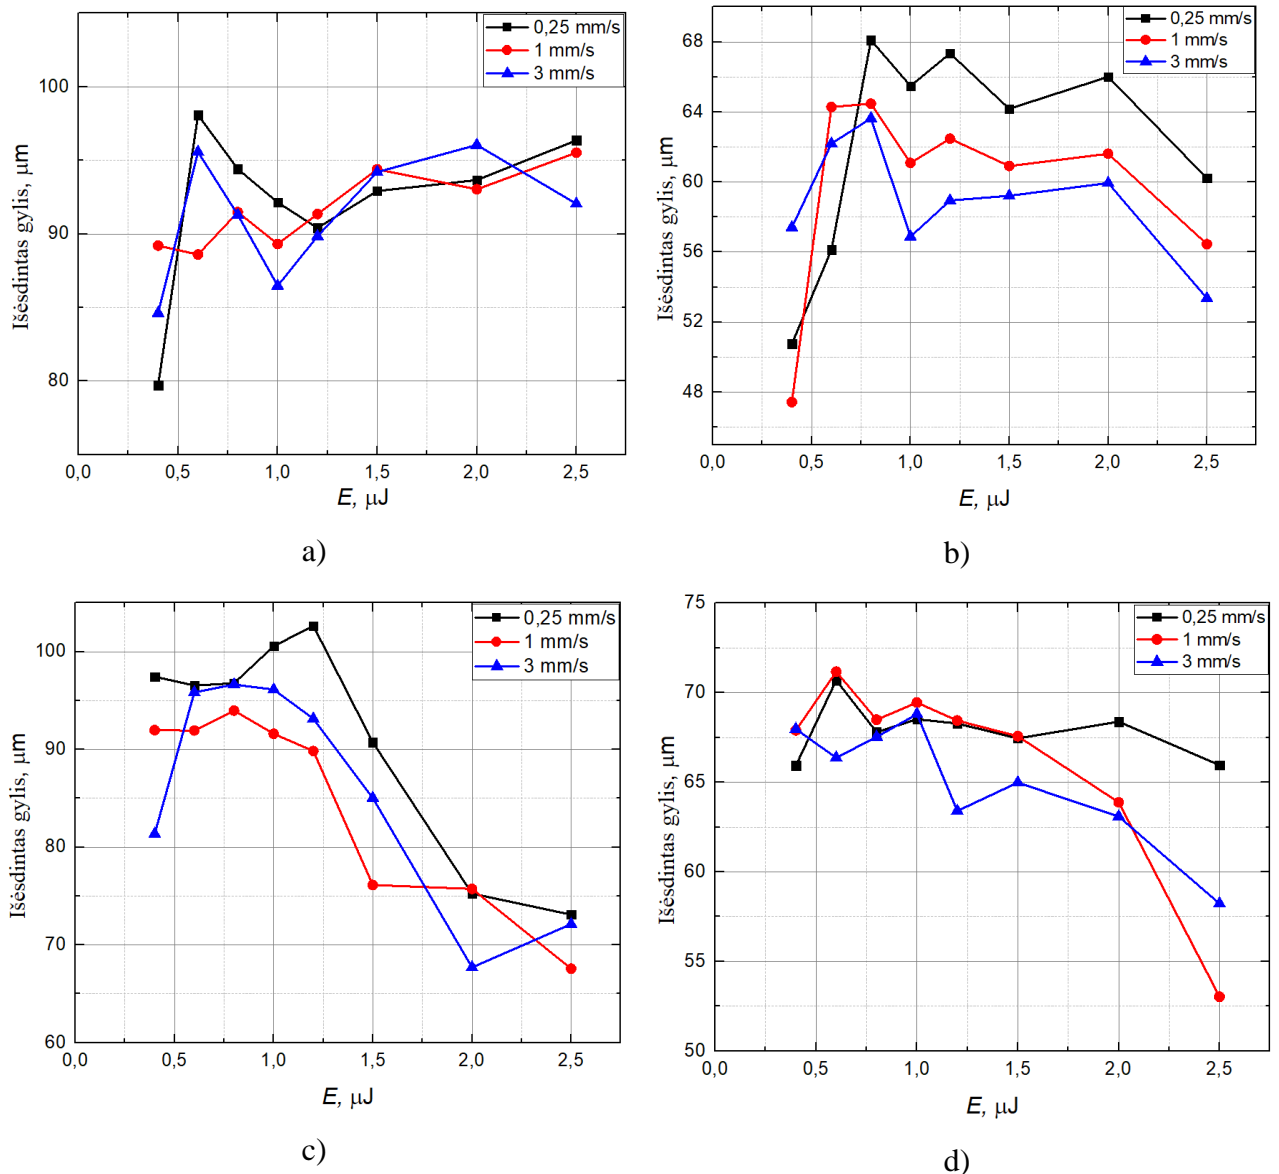 0,25 mm/s
1 mm/s
3 mm/s
100
90
80
Išėsdintas gylis, μm
0,0 0,5 1,0 1,5 2,0 2,5
E, μJ
a)
0,25 mm/s
1 mm/s
3 mm/s
68
64
60
56
52
48
Išėsdintas gylis, μm
0,0 0,5 1,0 1,5 2,0 2,5
E, μJ
b)
0,25 mm/s
1 mm/s
3 mm/s
100
90
80
70
60
Išėsdintas gylis, μm
0,0 0,5 1,0 1,5 2,0 2,5
E, μJ
c)
0,25 mm/s
1 mm/s
3 mm/s
75
70
65
60
55
50
Išėsdintas gylis, μm
0,0 0,5 1,0 1,5 2,0 2,5
E, μJ
d)